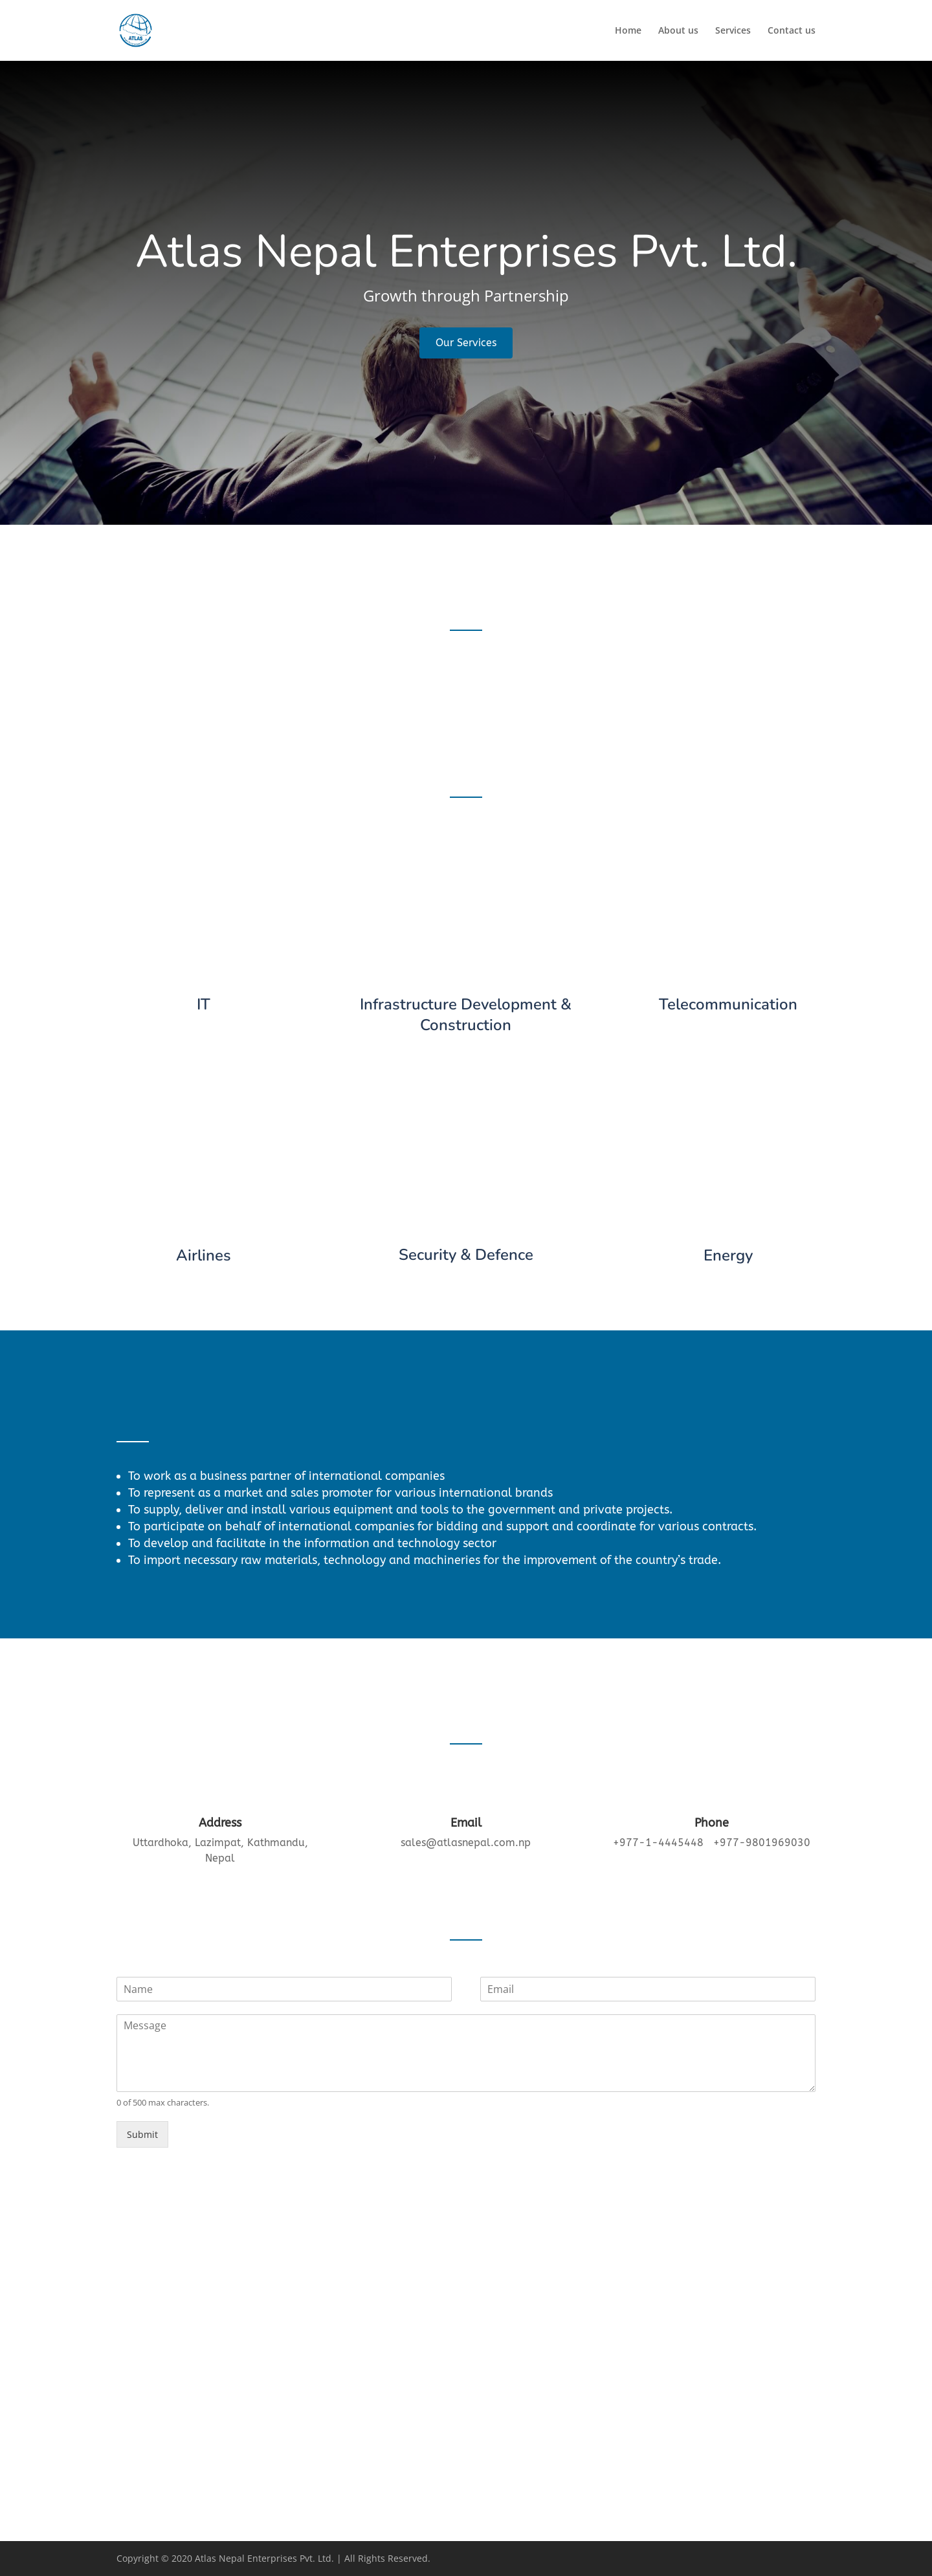 ATLAS
Home About us Services Contact us
Atlas Nepal Enterprises Pvt. Ltd.
Growth through Partnership
Our Services
IT
Infrastructure Development &
Construction
Telecommunication
Airlines
Security & Defence
Energy
To work as a business partner of international companies
To represent as a market and sales promoter for various international brands
To supply, deliver and install various equipment and tools to the government and private projects.
To participate on behalf of international companies for bidding and support and coordinate for various contracts.
To develop and facilitate in the information and technology sector
To import necessary raw materials, technology and machineries for the improvement of the country’s trade.
Address
Uttardhoka, Lazimpat, Kathmandu,
Nepal
Email
sales@atlasnepal.com.np
Phone
+977-1-4445448 +977-9801969030
Name
Email
Message
0 of 500 max characters.
Submit
Copyright © 2020 Atlas Nepal Enterprises Pvt. Ltd. | All Rights Reserved.